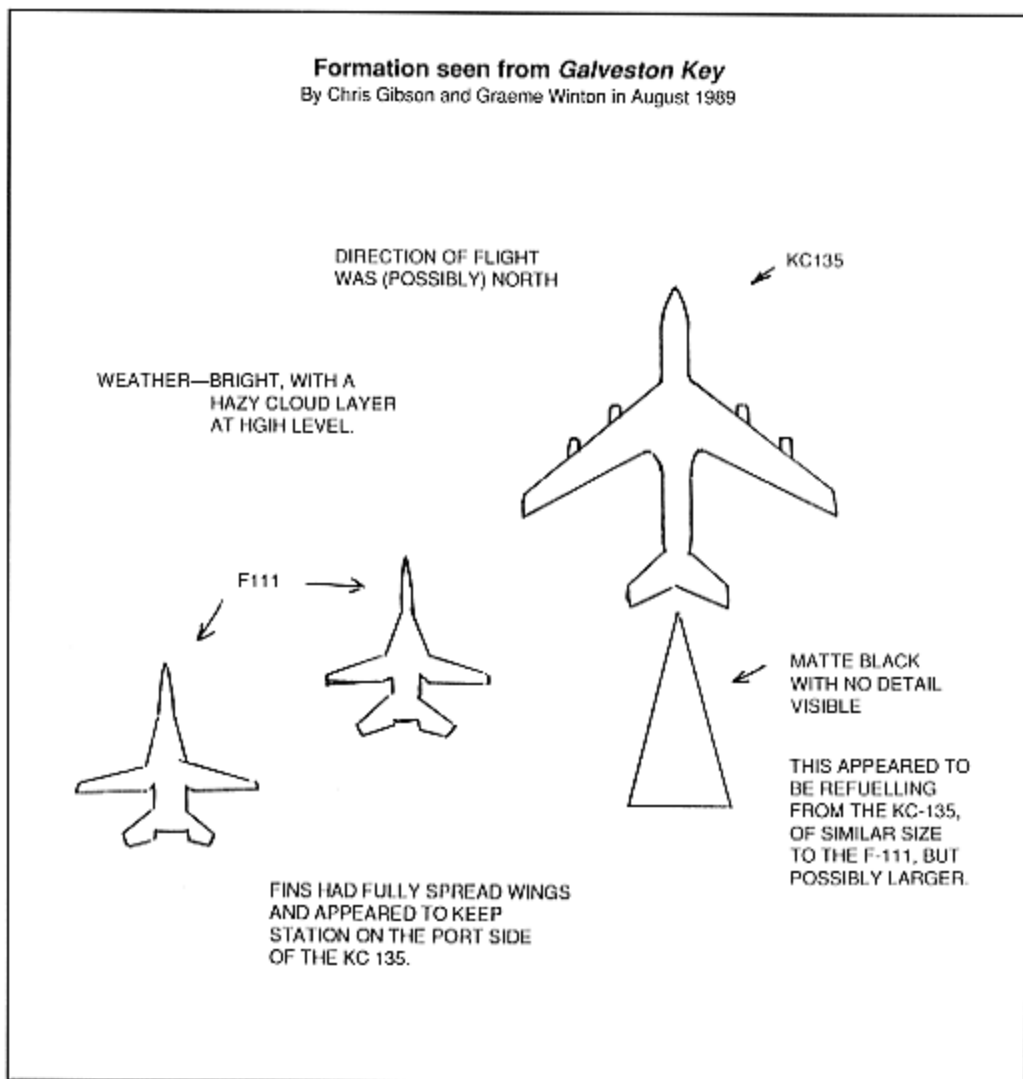 Formation seen from Galveston Key
By Chris Gibson and Graeme Winton in August 1989
DIRECTION OF FLIGHT
WAS (POSSIBLY) NORTH
KC135
WEATHER—BRIGHT, WITH A
HAZY CLOUD LAYER
AT HGIH LEVEL.
F111
MATTE BLACK
WITH NO DETAIL
VISIBLE
THIS APPEARED TO
BE REFUELLING
FROM THE KC-135,
OF SIMILAR SIZE
TO THE F-111, BUT
POSSIBLY LARGER.
FINS HAD FULLY SPREAD WINGS
AND APPEARED TO KEEP
STATION ON THE PORT SIDE
OF THE KC 135.